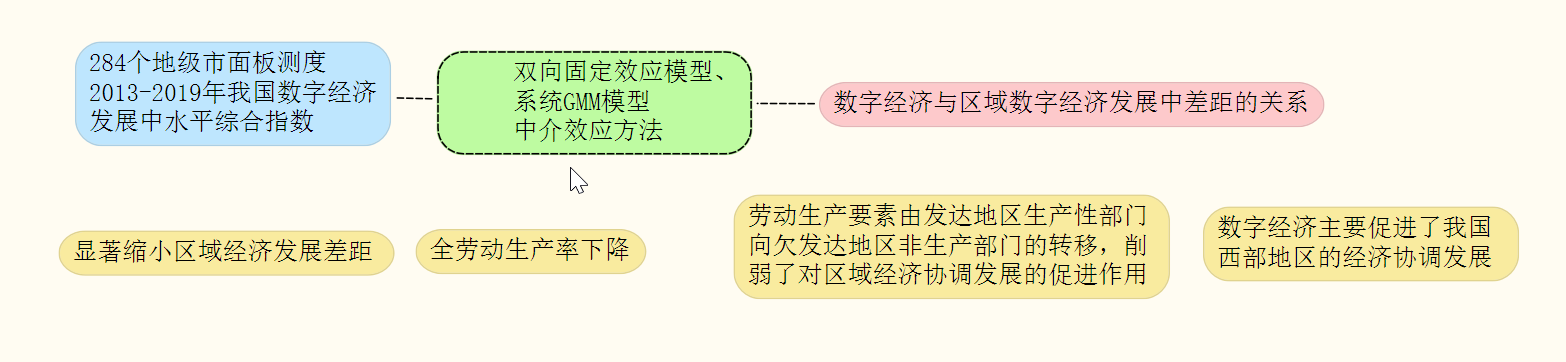 284个地级市面板测度
2013-2019年我国数字经济
发展中水平综合指数
双向固定效应模型、
系统GMM模型
中介效应方法
数字经济与区域数字经济发展中差距的关系
显著缩小区域经济发展差距
全劳动生产率下降
劳动生产要素由发达地区生产性部门
向欠发达地区非生产部门的转移，削
弱了对区域经济协调发展的促进作用
数字经济主要促进了我国
西部地区的经济协调发展